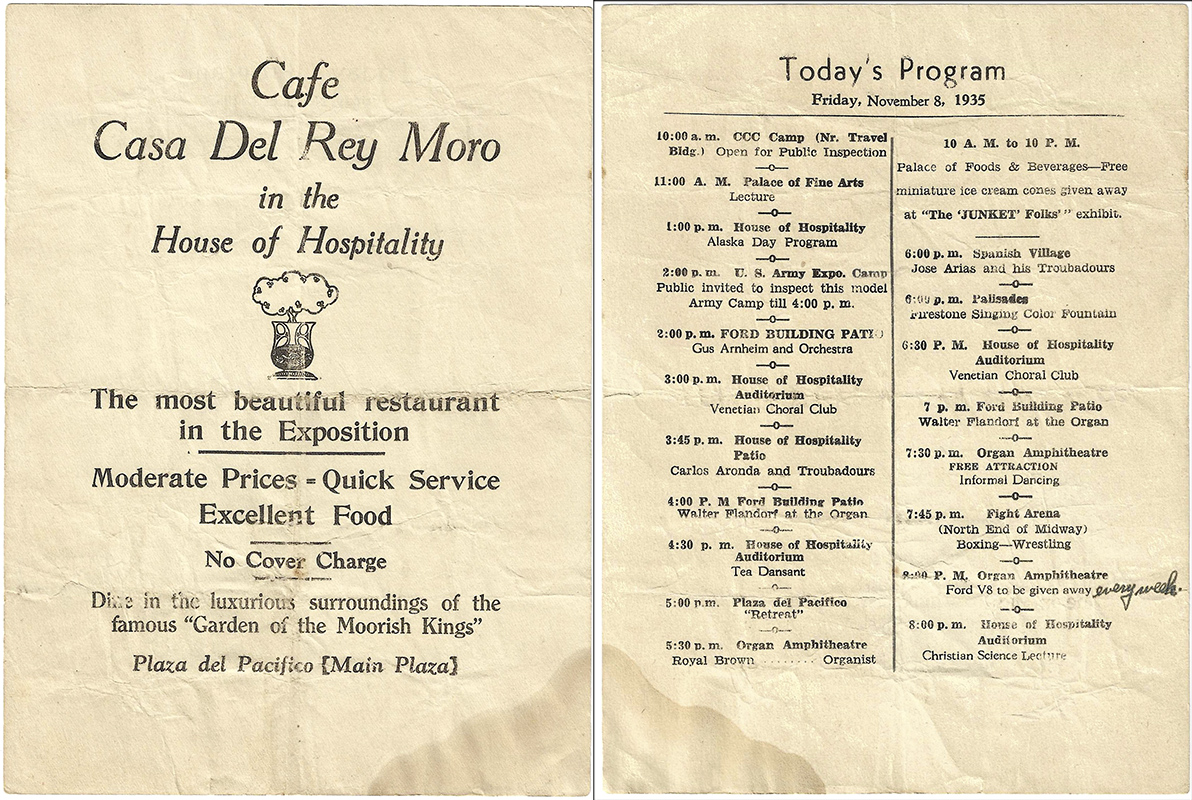 Cafe
Casa Del Rey Moro
in the
House of Hospitality
The most beautiful restaurant
in the Exposition
Moderate Prices = Quick Service
Excellent Food
No Cover Charge
Dine in the luxurious surroundings of the
famous "Garden of the Moorish Kings"
Plaza del Pacifico [Main Plaza]
Today's Program
Friday, November 8, 1935
10:00 a. m. CCC Camp (Nr. Travel
Bldg.) Open for Public Inspection
—o—
11:00 A. M. Palace of Fine Arts
Lecture
—o—
1:00 p. m. House of Hospitality
Alaska Day Program
—o—
2:00 p. m. U. S. Army Expo. Camp
Public invited to inspect this model
Army Camp till 4:00 p. m.
—o—
2:00 p. m. FORD BUILDING PATIO
Gus Arnheim and Orchestra
—o—
3:00 p. m. House of Hospitality
Auditorium
Venetian Choral Club
—o—
3:45 p. m. House of Hospitality
Patio
Carlos Aronda and Troubadours
—o—
4:00 P. M Ford Building Patio
Walter Flandorf at the Organ
—o—
4:30 p. m. House of Hospitality
Auditorium
Tea Dansant
—o—
5:00 p.m. Plaza del Pacifico
"Retreat"
—o—
5:30 p. m. Organ Amphitheatre
Royal Brown ........ Organist
10 A. M. to 10 P. M.
Palace of Foods & Beverages—Free
miniature ice cream cones given away
at "The 'JUNKET' Folks'" exhibit.
6:00 p. m. Spanish Village
Jose Arias and his Troubadours
—o—
6:00 p. m. Palisades
Firestone Singing Color Fountain
—o—
6:30 P. M. House of Hospitality
Auditorium
Venetian Choral Club
—o—
7 p. m. Ford Building Patio
Walter Flandorf at the Organ
—o—
7:30 p. m. Organ Amphitheatre
FREE ATTRACTION
Informal Dancing
—o—
7:45 p. m. Fight Arena
(North End of Midway)
Boxing—Wrestling
—o—
8:00 P. M. Organ Amphitheatre
Ford V8 to be given away every week.
—o—
8:00 p. m. House of Hospitality
Auditorium
Christian Science Lecture